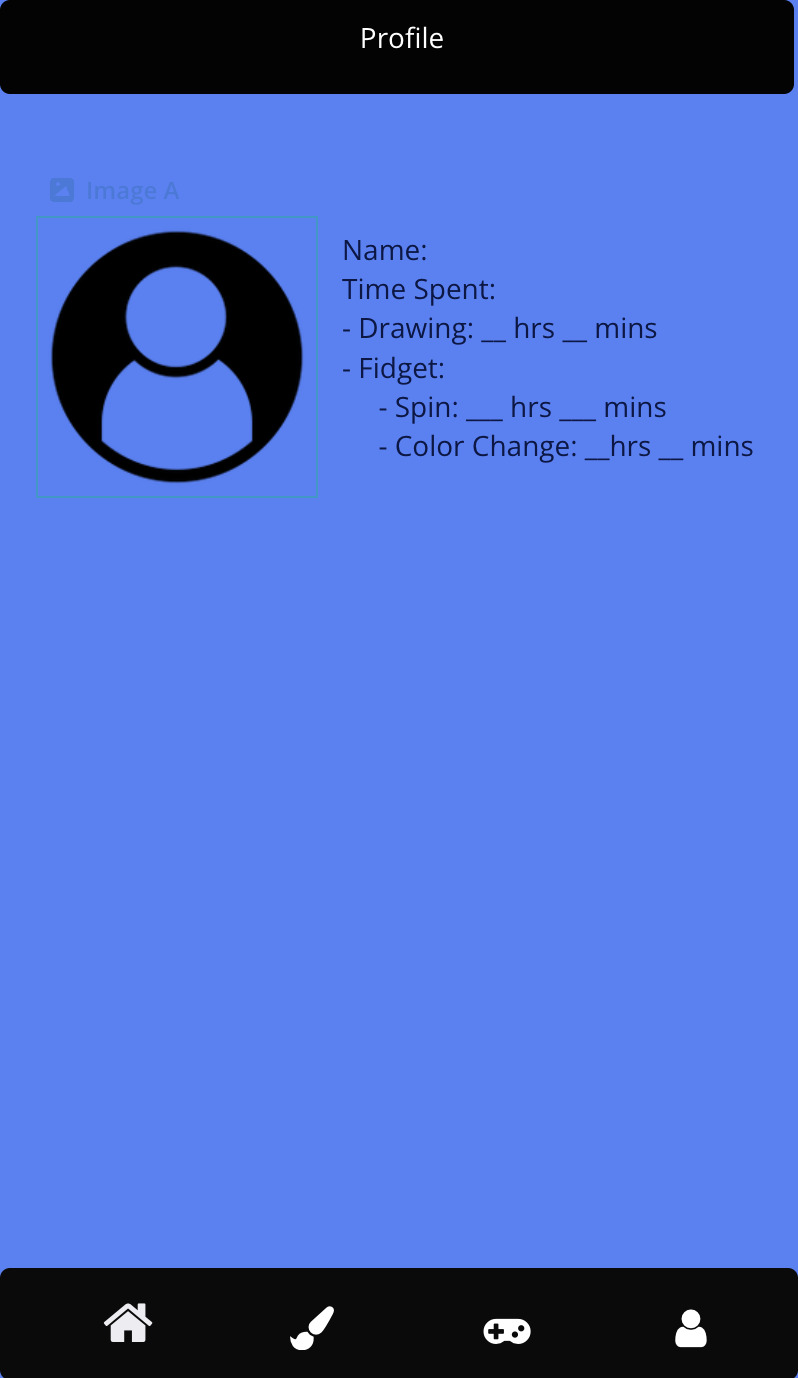 Profile
Image A
Name:
Time Spent:
- Drawing: __ hrs __ mins
- Fidget:
- Spin: ___ hrs ___ mins
- Color Change: __hrs __ mins